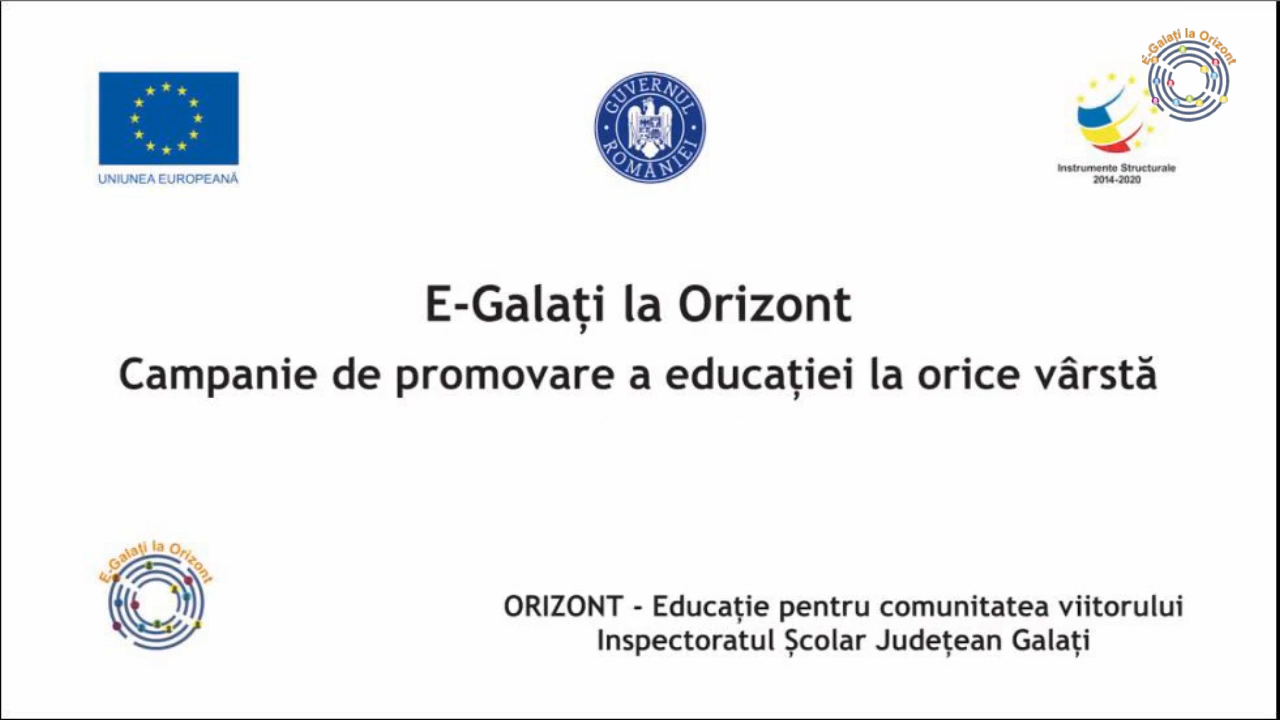 E-Galați la Orizont
UNIUNEA EUROPEANĂ
GUVERNUL ROMÂNIEI
Instrumente Structurale
2014-2020
E-Galați la Orizont
Campanie de promovare a educației la orice vârstă
E-Galați la Orizont
ORIZONT - Educație pentru comunitatea viitorului
Inspectoratul Școlar Județean Galați